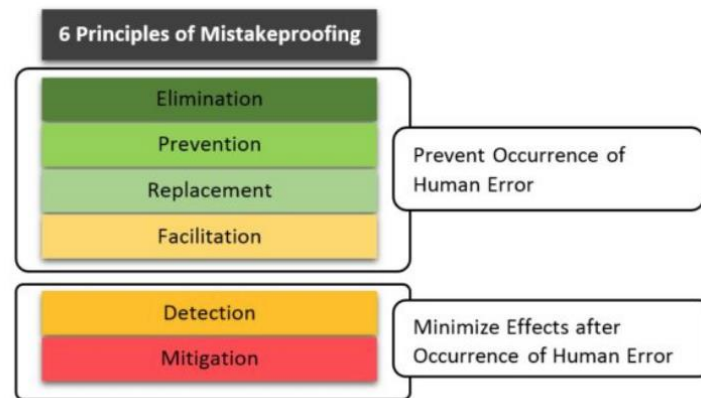 6 Principles of Mistakeproofing
Elimination
Prevention
Replacement
Facilitation
Prevent Occurrence of
Human Error
Detection
Mitigation
Minimize Effects after
Occurrence of Human Error